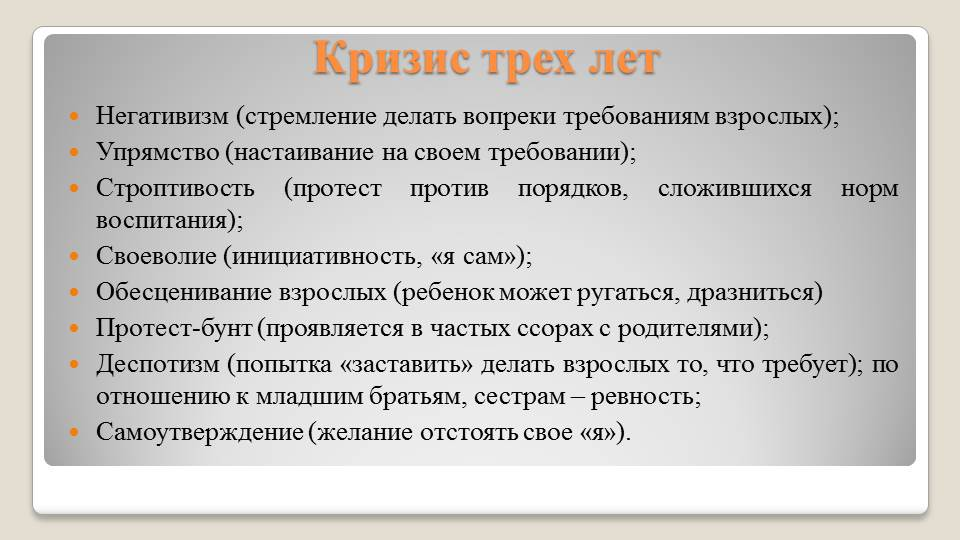 Кризис трех лет
Негативизм (стремление делать вопреки требованиям взрослых);
Упрямство (настаивание на своем требовании);
Строптивость (протест против порядков, сложившихся норм
воспитания);
Своеволие (инициативность, «я сам»);
Обесценивание взрослых (ребенок может ругаться, дразниться)
Протест-бунт (проявляется в частых ссорах с родителями);
Деспотизм (попытка «заставить» делать взрослых то, что требует); по
отношению к младшим братьям, сестрам – ревность;
Самоутверждение (желание отстоять свое «я»).